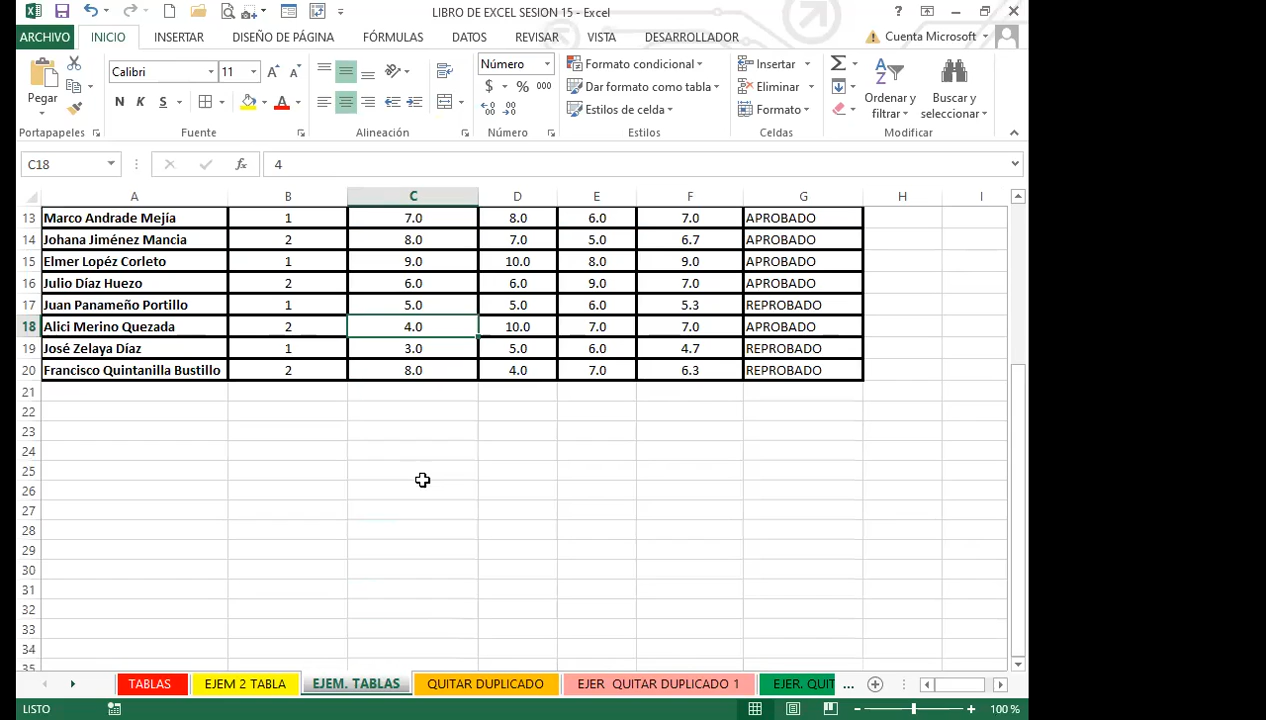 LIBRO DE EXCEL SESION 15 - Excel
?
ARCHIVO INICIO INSERTAR DISEÑO DE PÁGINA FÓRMULAS DATOS REVISAR VISTA DESARROLLADOR Cuenta Microsoft
Pegar Calibri 11 Número Formato condicional Insertar Ordenar y filtrar Buscar y seleccionar
N K S A $ % 000 Dar formato como tabla Eliminar
Estilos de celda Formato
Portapapeles Fuente Alineación Número Estilos Celdas Modificar
C18 fx 4
A B C D E F G H I
13 Marco Andrade Mejía 1 7.0 8.0 6.0 7.0 APROBADO
14 Johana Jiménez Mancia 2 8.0 7.0 5.0 6.7 APROBADO
15 Elmer Lopéz Corleto 1 9.0 10.0 8.0 9.0 APROBADO
16 Julio Díaz Huezo 2 6.0 6.0 9.0 7.0 APROBADO
17 Juan Panameño Portillo 1 5.0 5.0 6.0 5.3 REPROBADO
18 Alici Merino Quezada 2 4.0 10.0 7.0 7.0 APROBADO
19 José Zelaya Díaz 1 3.0 5.0 6.0 4.7 REPROBADO
20 Francisco Quintanilla Bustillo 2 8.0 4.0 7.0 6.3 REPROBADO
21
22
23
24
25
26
27
28
29
30
31
32
33
34
35
TABLAS EJEM 2 TABLA EJEM. TABLAS QUITAR DUPLICADO EJER QUITAR DUPLICADO 1 EJER. QUIT ...
LISTO 100 %